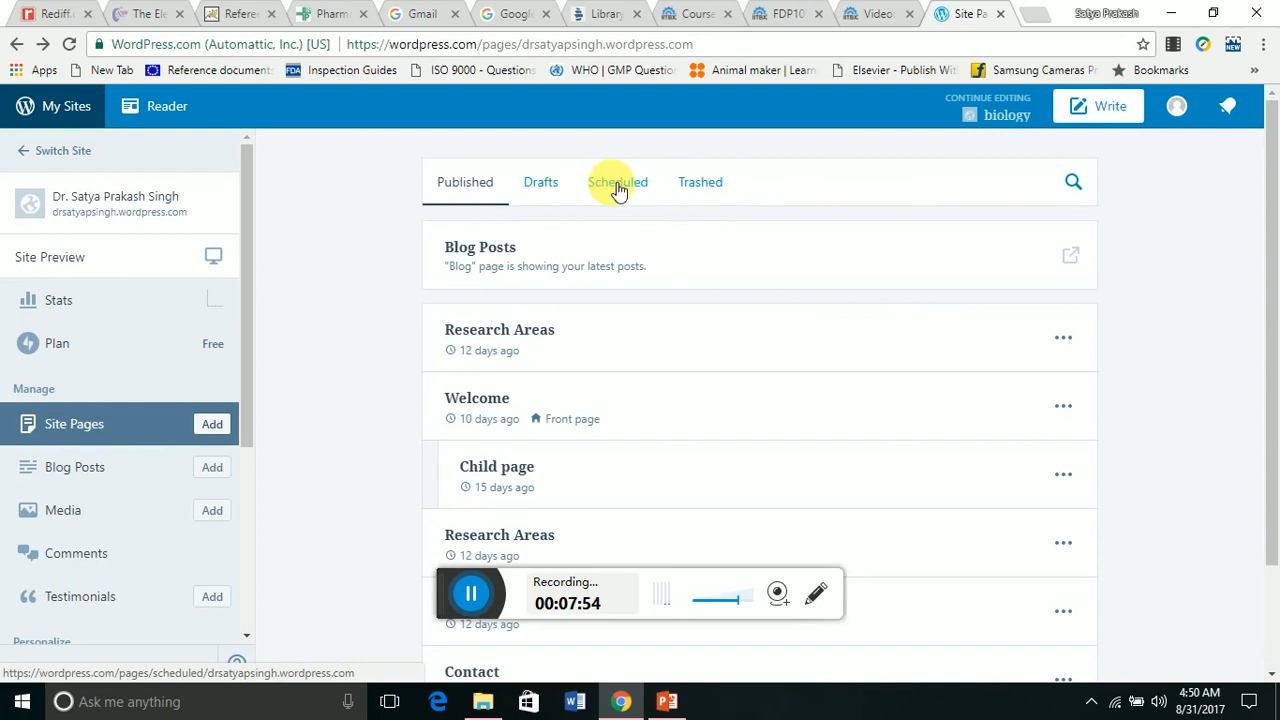 Rediff.
The Ele
Referen
Pharma
Gmail
Google
Library
Course
FDP10
Video:
Site Pa
Satya Prakash
WordPress.com (Automattic, Inc.) [US]
https://wordpress.com/pages/drsatyapsingh.wordpress.com
Apps
New Tab
Reference document
FDA
Inspection Guides
ISO 9000 - Questions
WHO | GMP Question
Animal maker | Learn
Elsevier - Publish Wit
Samsung Cameras Pr
Bookmarks
»
My Sites
Reader
CONTINUE EDITING
biology
Write
Switch Site
Dr. Satya Prakash Singh
drsatyapsingh.wordpress.com
Site Preview
Stats
Plan
Free
Manage
Site Pages
Add
Blog Posts
Add
Media
Add
Comments
Testimonials
Add
Personalize
Published
Drafts
Scheduled
Trashed
Blog Posts
"Blog" page is showing your latest posts.
Research Areas
12 days ago
Welcome
10 days ago
Front page
Child page
15 days ago
Research Areas
12 days ago
Recording...
00:07:54
12 days ago
Contact
https://wordpress.com/pages/scheduled/drsatyapsingh.wordpress.com
Ask me anything
4:50 AM
8/31/2017